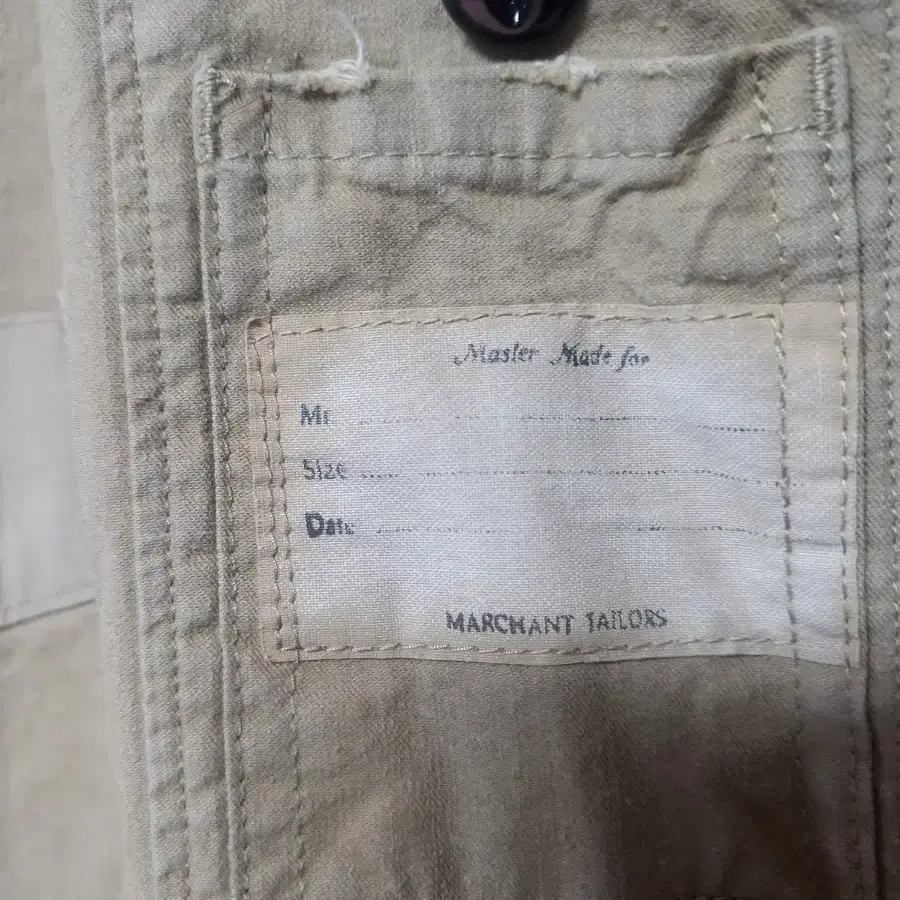 Master Made for
Mr
Size
Date
MARCHANT TAILORS